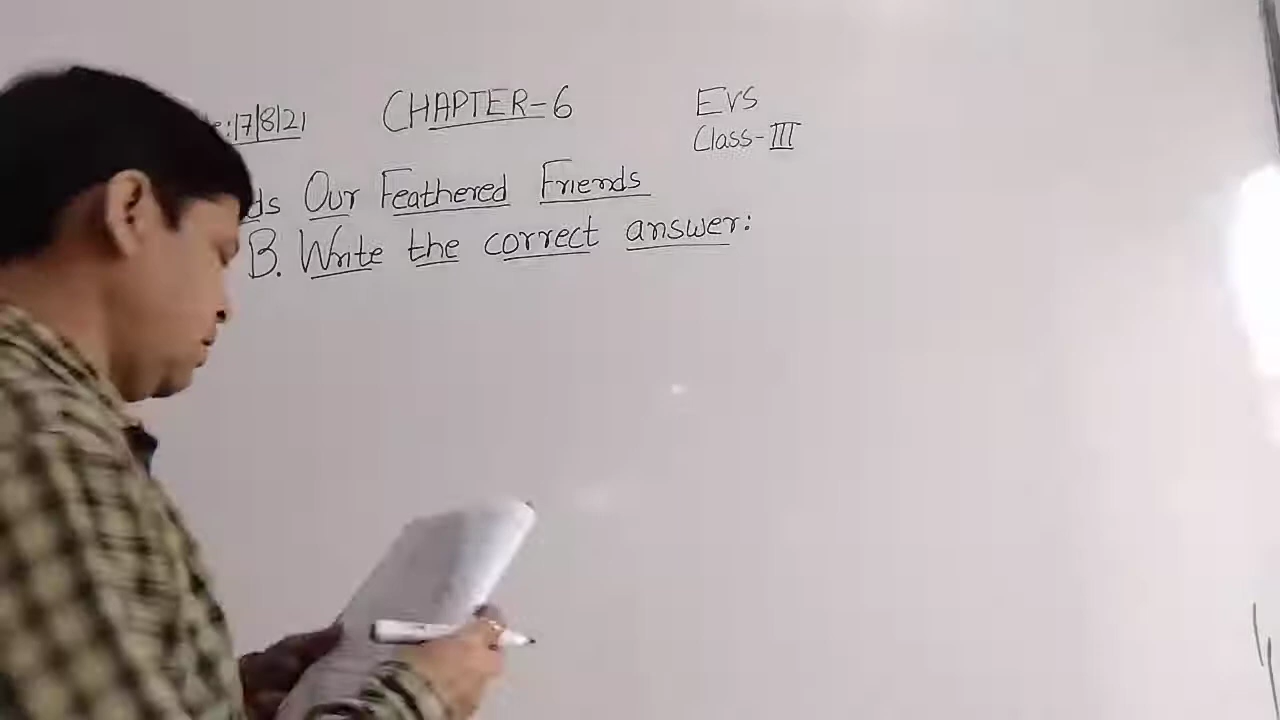 :17/8/21 CHAPTER-6 EVS
Class-III
Our Feathered Friends
B. Write the correct answer: